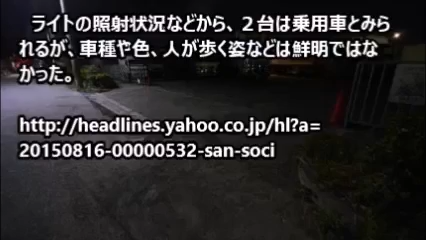 ライトの照射状況などから、２台は乗用車とみら
れるが、車種や色、人が歩く姿などは鮮明ではな
かった。
http://headlines.yahoo.co.jp/hl?a=
20150816-00000532-san-soci